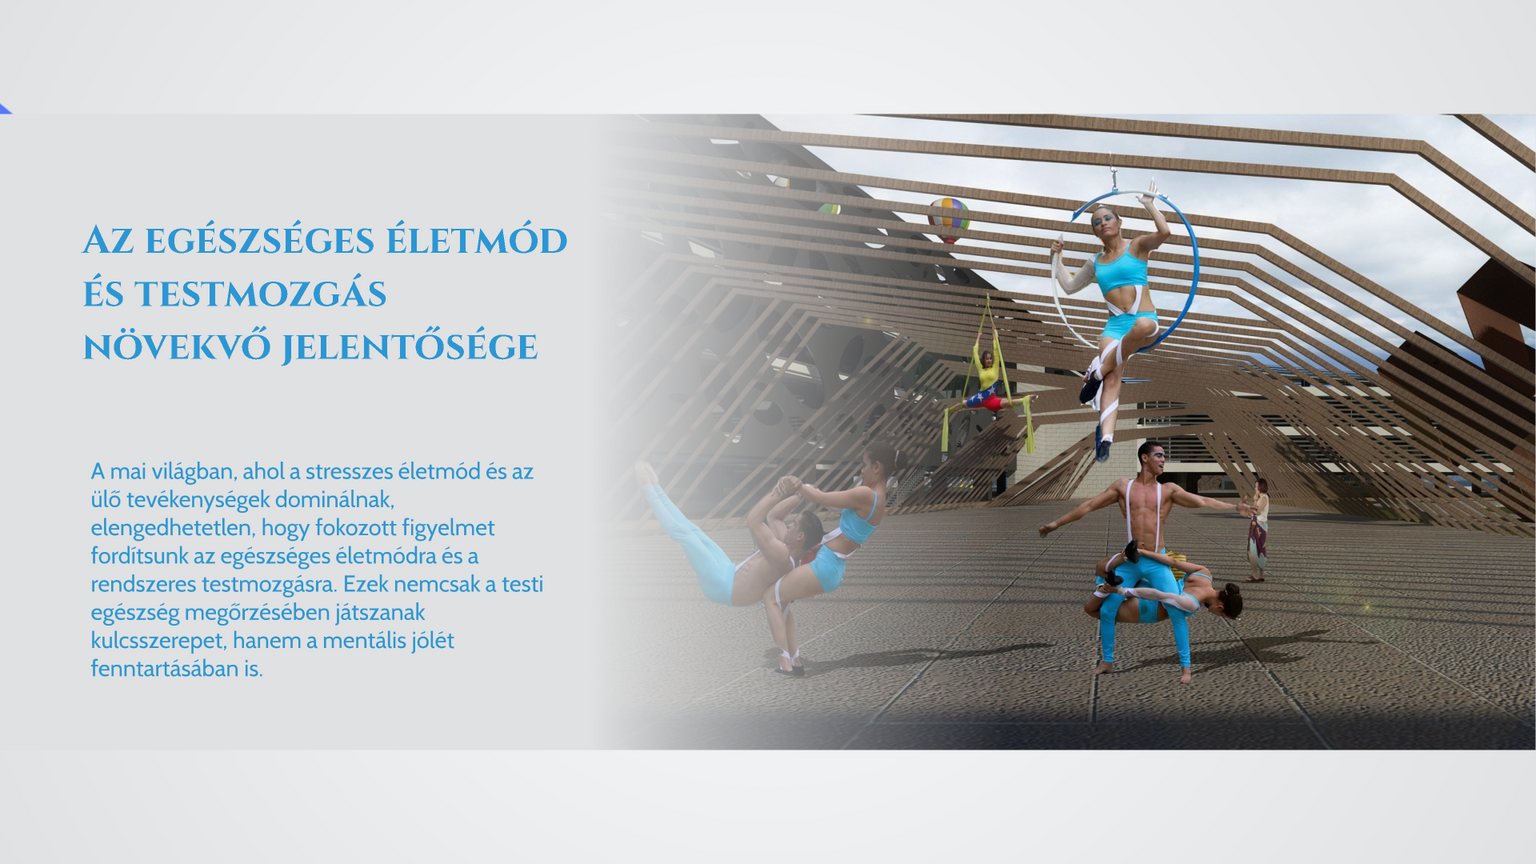 Az egészséges életmód
és testmozgás
növekvő jelentősége
A mai világban, ahol a stresszes életmód és az
ülő tevékenységek dominálnak,
elengedhetetlen, hogy fokozott figyelmet
fordítsunk az egészséges életmódra és a
rendszeres testmozgásra. Ezek nemcsak a testi
egészség megőrzésében játszanak
kulcsszerepet, hanem a mentális jólét
fenntartásában is.